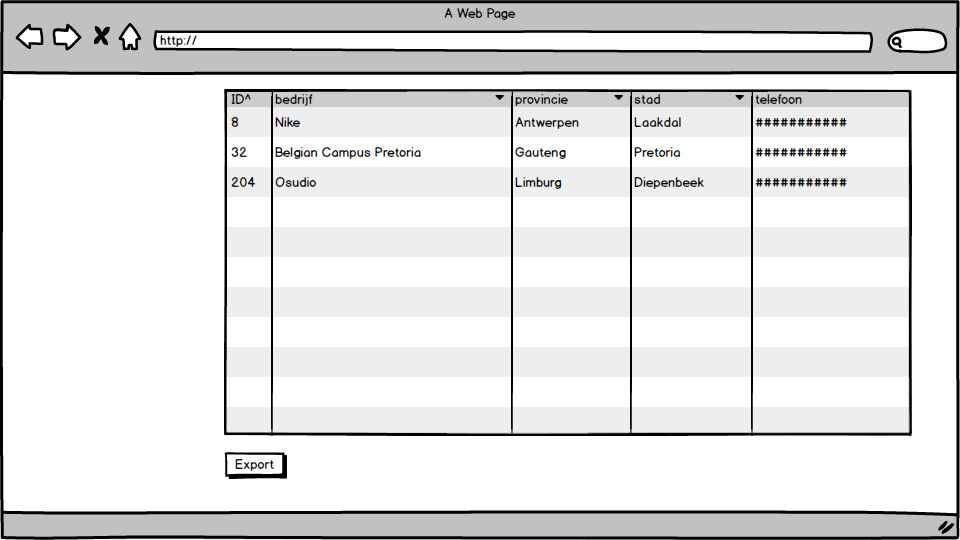 A Web Page
http://
ID^ bedrijf provincie stad telefoon
8 Nike Antwerpen Laakdal ###########
32 Belgian Campus Pretoria Gauteng Pretoria ###########
204 Osudio Limburg Diepenbeek ###########
Export